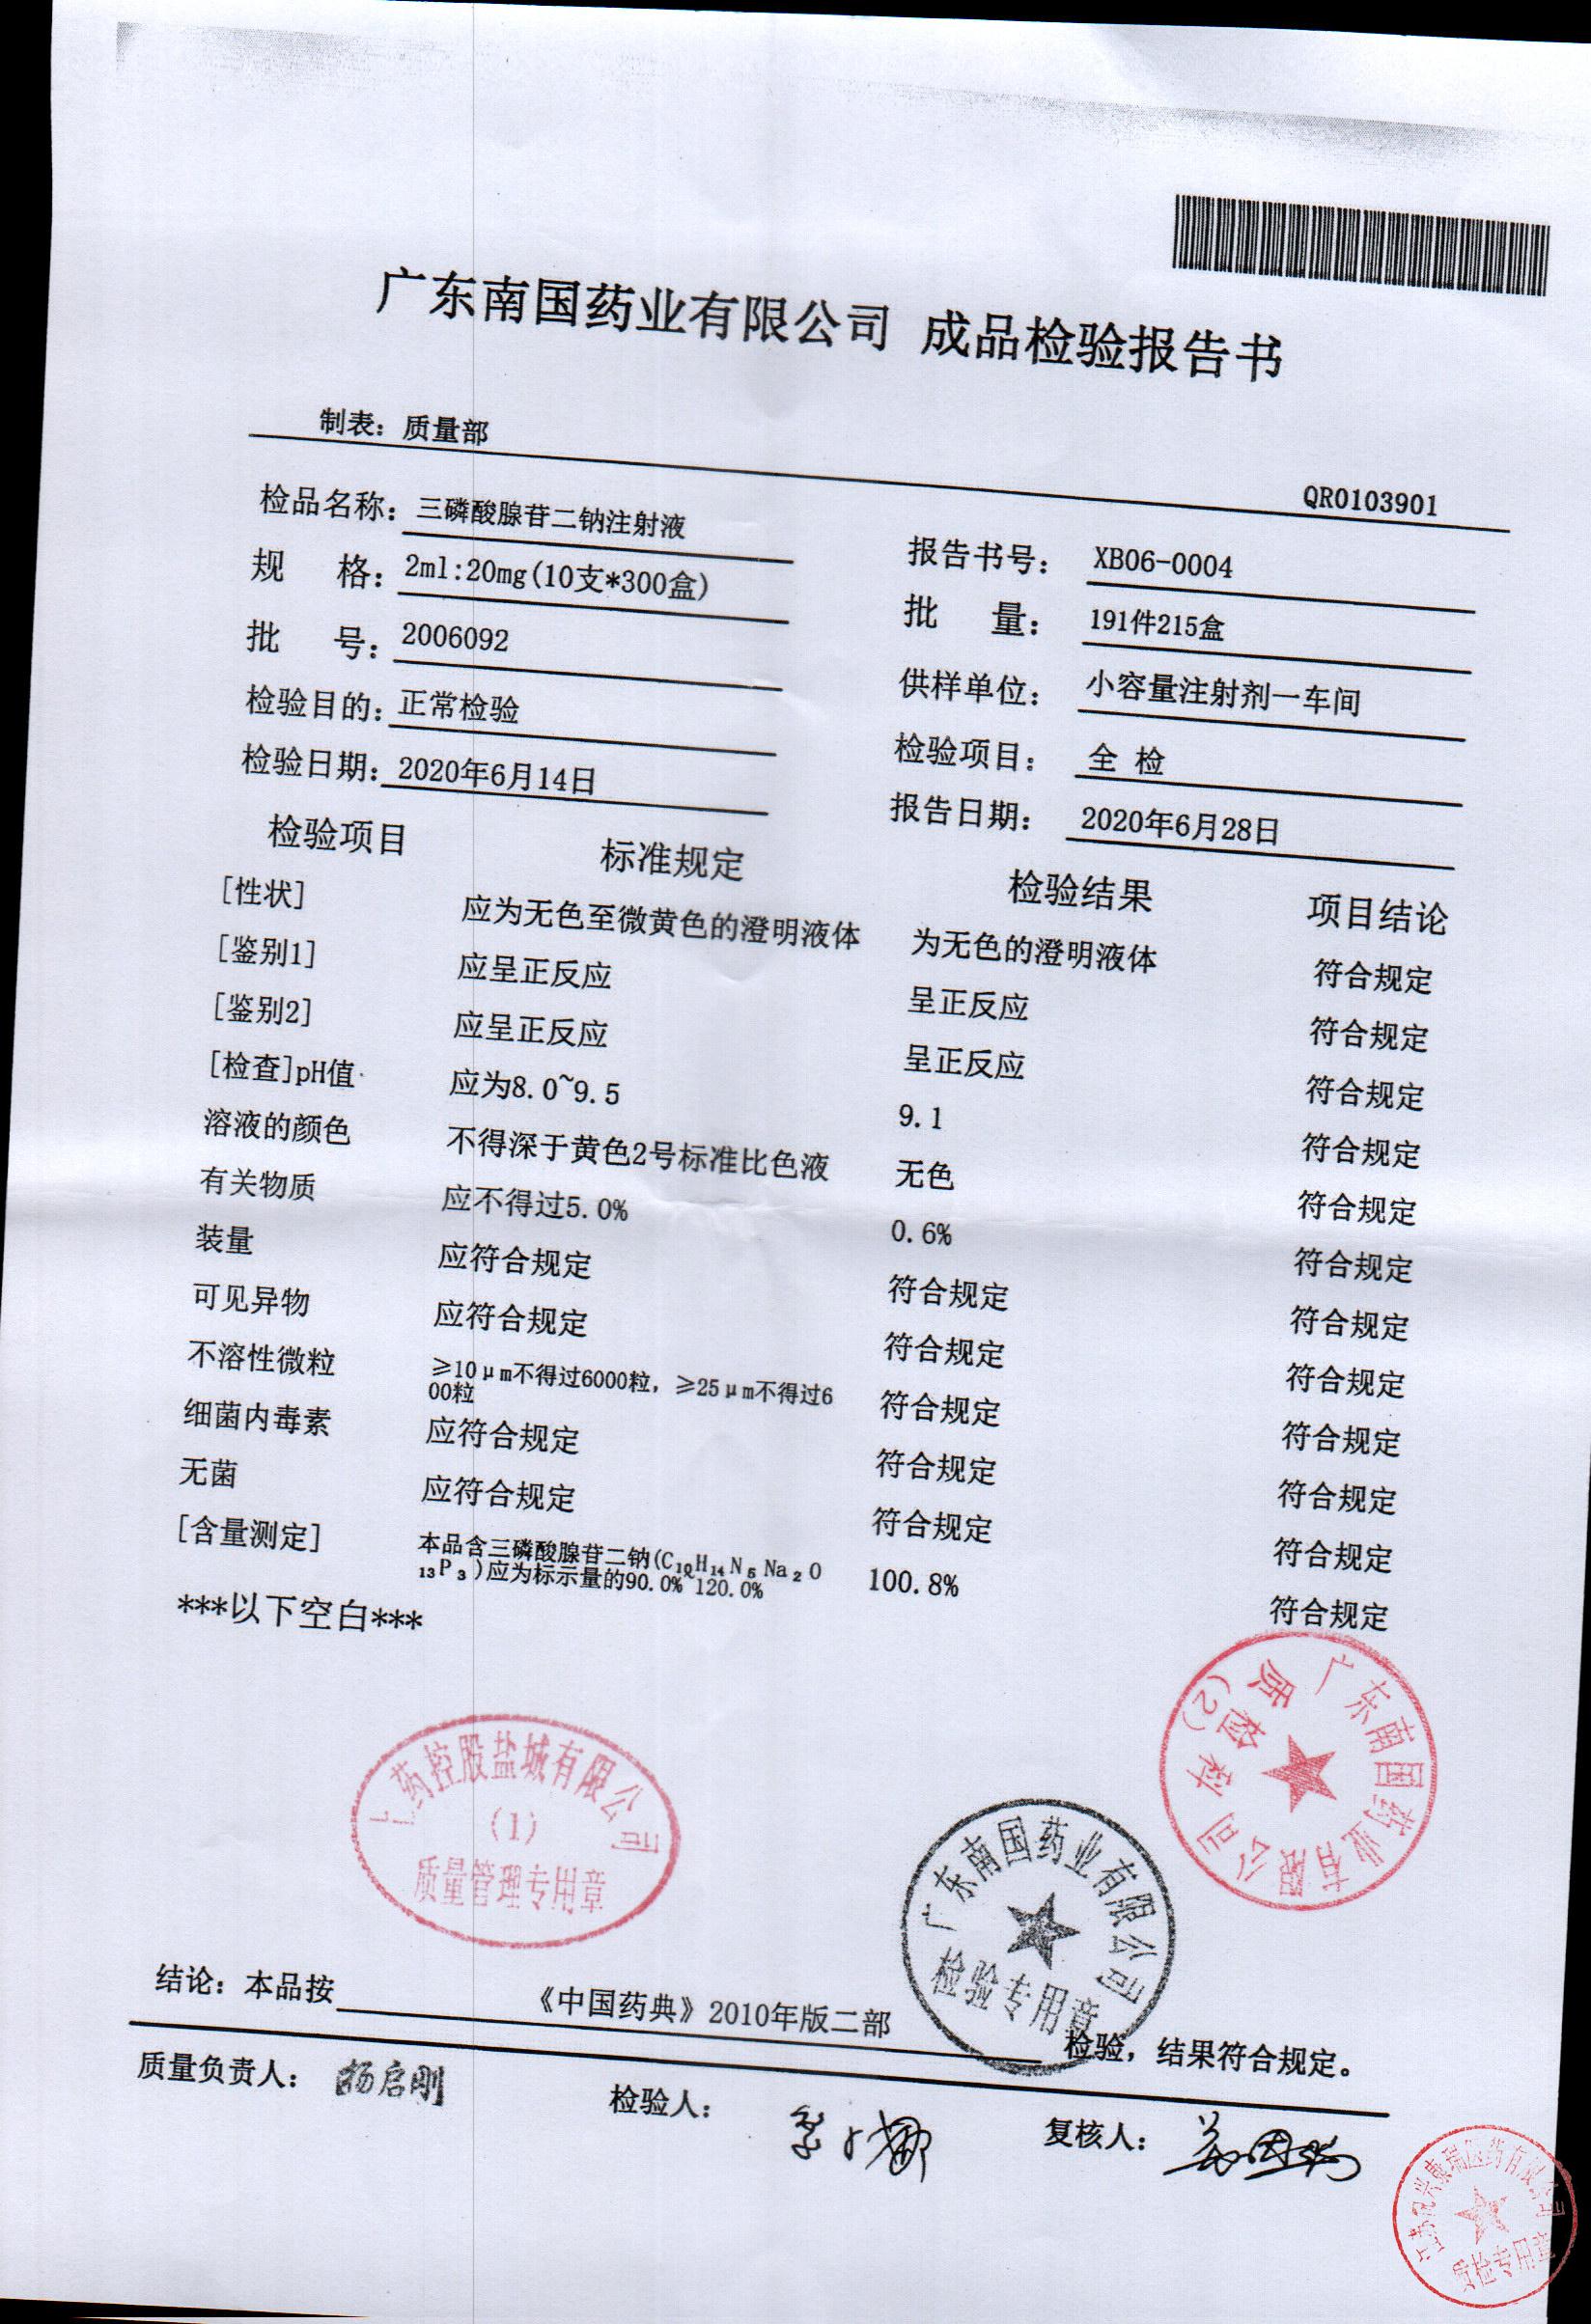 广东南国药业有限公司 成品检验报告书
制表：质量部
QR0103901
检品名称：三磷酸腺苷二钠注射液
报告书号：XB06-0004
规 格：2ml:20mg(10支*300盒)
批 量：191件215盒
批 号：2006092
供样单位：小容量注射剂一车间
检验目的：正常检验
检验项目：全 检
检验日期：2020年6月14日
报告日期：2020年6月28日
检验项目 标准规定 检验结果 项目结论
[性状] 应为无色至微黄色的澄明液体 为无色的澄明液体 符合规定
[鉴别1] 应呈正反应 呈正反应 符合规定
[鉴别2] 应呈正反应 呈正反应 符合规定
[检查]pH值 应为8.0~9.5 9.1 符合规定
溶液的颜色 不得深于黄色2号标准比色液 无色 符合规定
有关物质 应不得过5.0% 0.6% 符合规定
装量 应符合规定 符合规定 符合规定
可见异物 应符合规定 符合规定 符合规定
不溶性微粒 ≥10μm不得过6000粒，≥25μm不得过6
00粒 符合规定 符合规定
细菌内毒素 应符合规定 符合规定 符合规定
无菌 应符合规定 符合规定 符合规定
[含量测定] 本品含三磷酸腺苷二钠(C₁₀H₁₄N₅Na₂O
₁₃P₃)应为标示量的90.0%~120.0% 100.8% 符合规定
***以下空白***
广东南国药业有限公司
质检科
(2)
上药控股盐城有限公司
(1)
质量管理专用章
广东南国药业有限公司
检验专用章
结论：本品按 《中国药典》2010年版二部 检验，结果符合规定。
质量负责人：杨启刚 检验人： 复核人：
医药有限公司
质检专用章